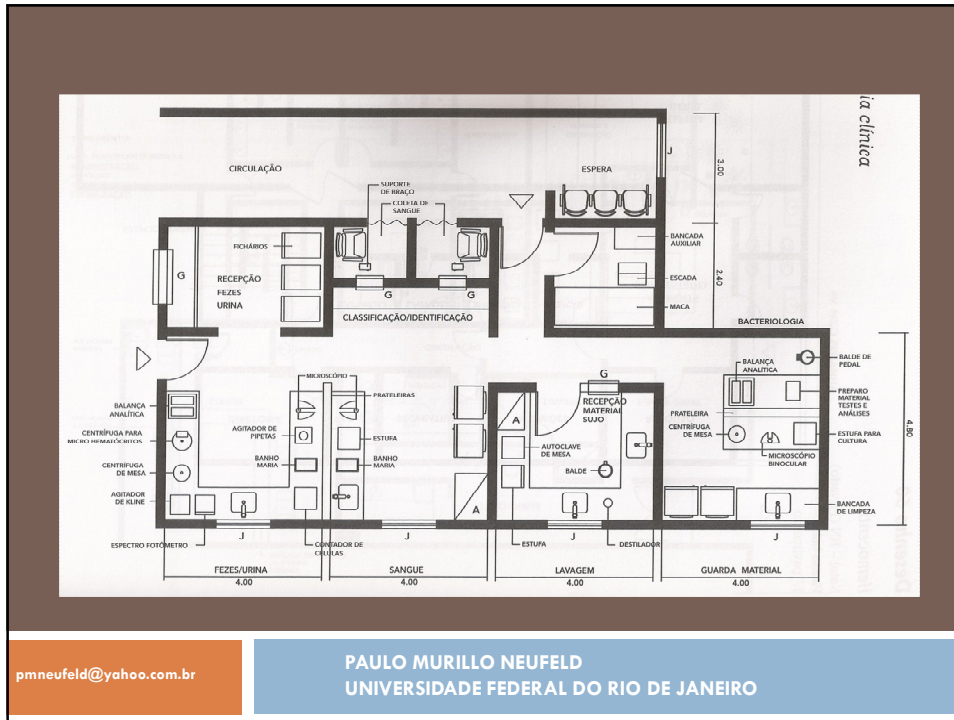 ia clínica
CIRCULAÇÃO
ESPERA
J
3.00
SUPORTE
DE BRAÇO
COLETA DE
SANGUE
FICHÁRIOS
G
RECEPÇÃO
FEZES
URINA
G
G
CLASSIFICAÇÃO/IDENTIFICAÇÃO
BANCADA
AUXILIAR
ESCADA
MACA
2.40
BACTERIOLOGIA
MICROSCÓPIO
PRATELEIRAS
BALANÇA
ANALÍTICA
CENTRÍFUGA PARA
MICRO HEMATÓCRITOS
CENTRÍFUGA
DE MESA
AGITADOR
DE KLINE
ESPECTRO FOTÔMETRO
AGITADOR DE
PIPETAS
BANHO
MARIA
CONTADOR DE
CÉLULAS
ESTUFA
BANHO
MARIA
A
J
J
G
RECEPÇÃO
MATERIAL
SUJO
A
AUTOCLAVE
DE MESA
BALDE
ESTUFA
J
DESTILADOR
BALANÇA
ANALÍTICA
BALDE DE
PEDAL
PREPARO
MATERIAL
TESTES E
ANÁLISES
PRATELEIRA
CENTRÍFUGA
DE MESA
MICROSCÓPIO
BINOCULAR
ESTUFA PARA
CULTURA
BANCADA
DE LIMPEZA
J
4.80
FEZES/URINA
4.00
SANGUE
4.00
LAVAGEM
4.00
GUARDA MATERIAL
4.00
pmneufeld@yahoo.com.br
PAULO MURILLO NEUFELD
UNIVERSIDADE FEDERAL DO RIO DE JANEIRO